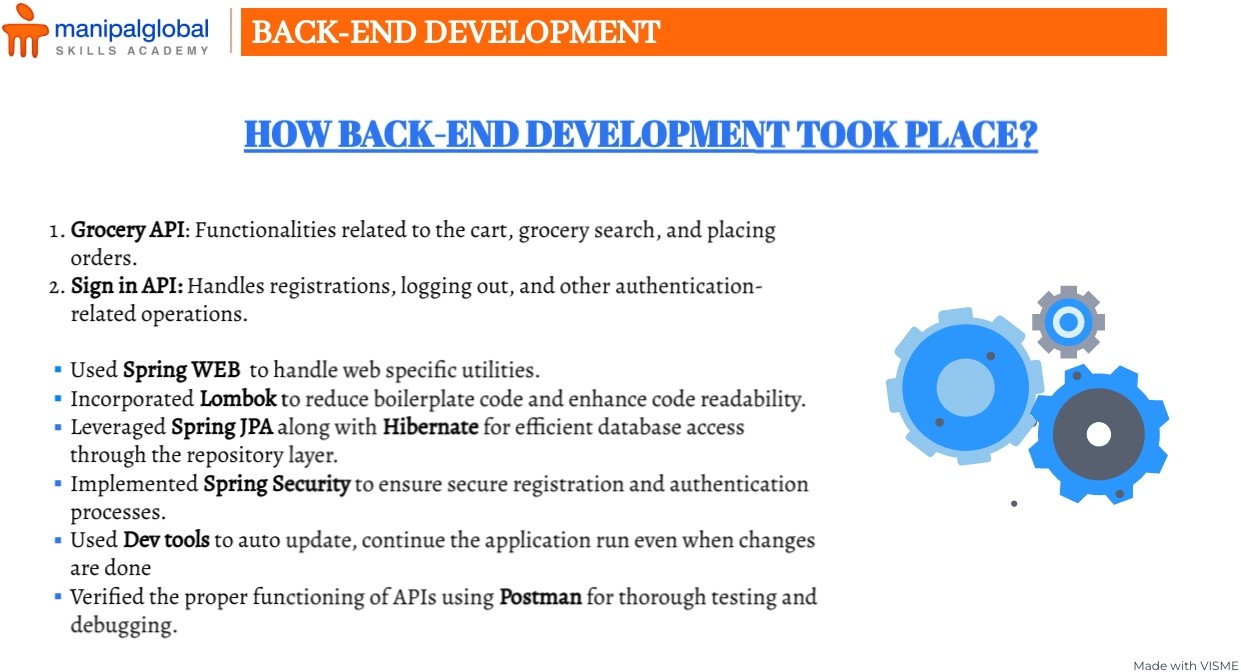 manipalglobal
SKILLS ACADEMY
BACK-END DEVELOPMENT
HOW BACK-END DEVELOPMENT TOOK PLACE?
1. Grocery API: Functionalities related to the cart, grocery search, and placing
orders.
2. Sign in API: Handles registrations, logging out, and other authentication-
related operations.
▪ Used Spring WEB to handle web specific utilities.
▪ Incorporated Lombok to reduce boilerplate code and enhance code readability.
▪ Leveraged Spring JPA along with Hibernate for efficient database access
through the repository layer.
▪ Implemented Spring Security to ensure secure registration and authentication
processes.
▪ Used Dev tools to auto update, continue the application run even when changes
are done
▪ Verified the proper functioning of APIs using Postman for thorough testing and
debugging.
Made with VISME